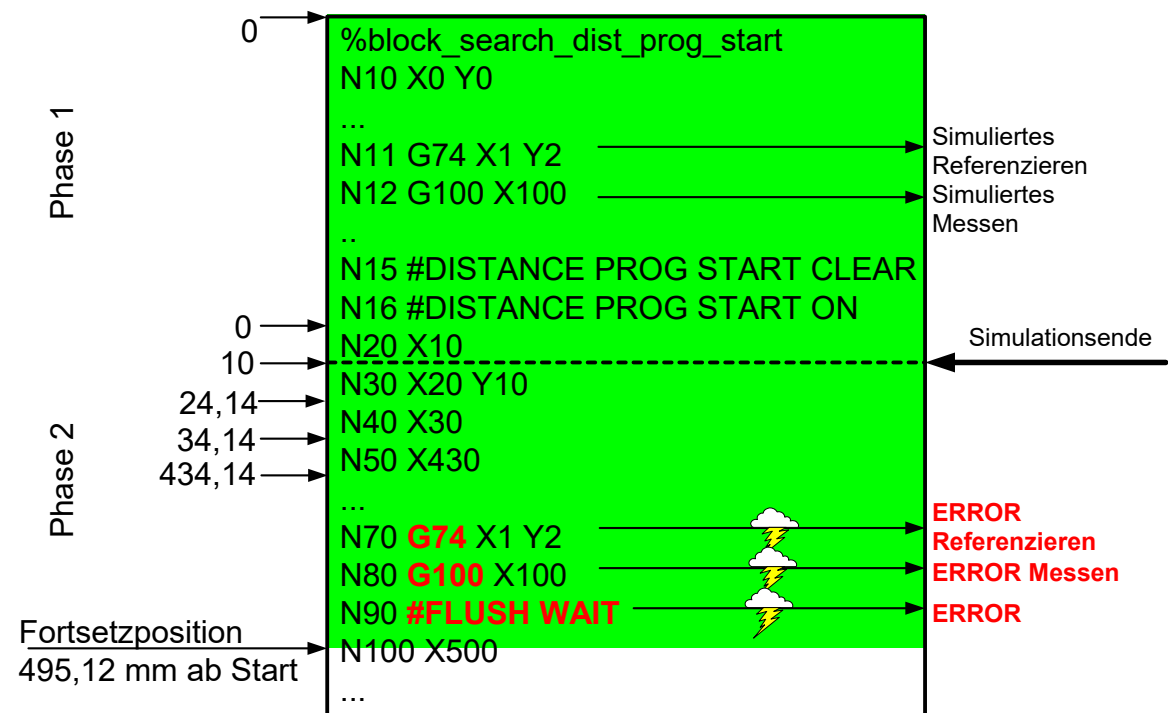 0
%block_search_dist_prog_start
N10 X0 Y0
...
N11 G74 X1 Y2
N12 G100 X100
..
N15 #DISTANCE PROG START CLEAR
N16 #DISTANCE PROG START ON
N20 X10
N30 X20 Y10
N40 X30
N50 X430
...
N70 G74 X1 Y2
N80 G100 X100
N90 #FLUSH WAIT
N100 X500
...
Phase 1
Phase 2
0
10
24,14
34,14
434,14
Fortsetzposition
495,12 mm ab Start
Simuliertes
Referenzieren
Simuliertes
Messen
Simulationsende
ERROR
Referenzieren
ERROR Messen
ERROR